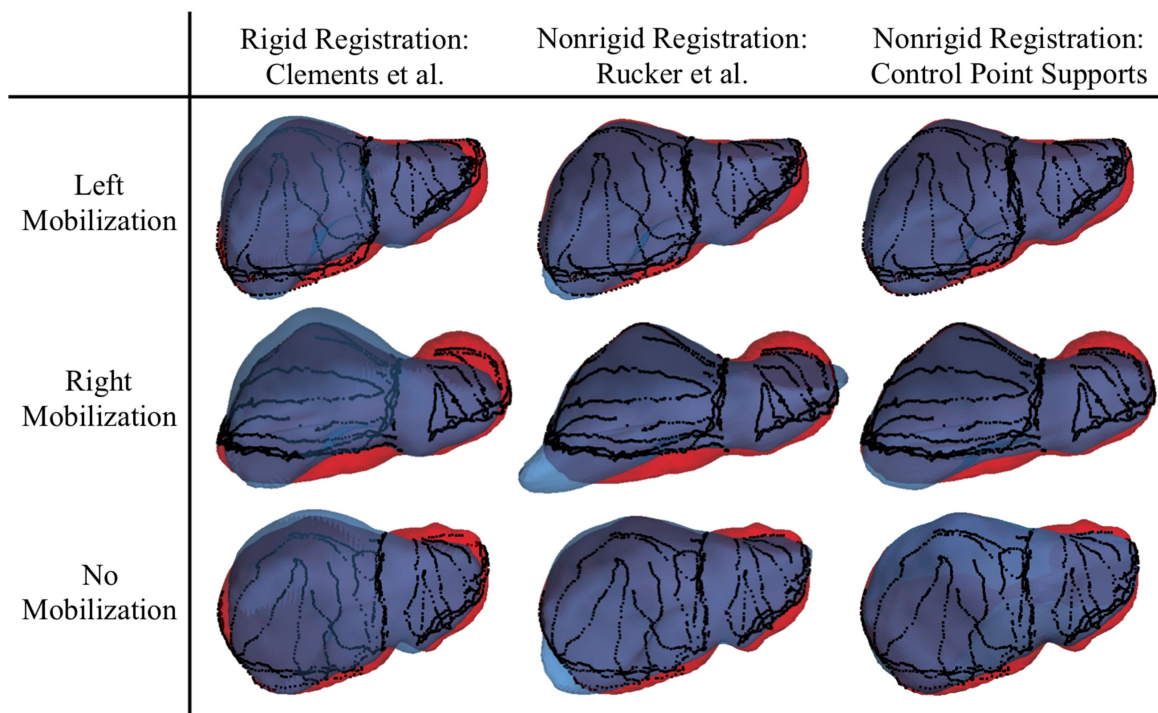 Rigid Registration:
Clements et al.
Nonrigid Registration:
Rucker et al.
Nonrigid Registration:
Control Point Supports
Left
Mobilization
Right
Mobilization
No
Mobilization